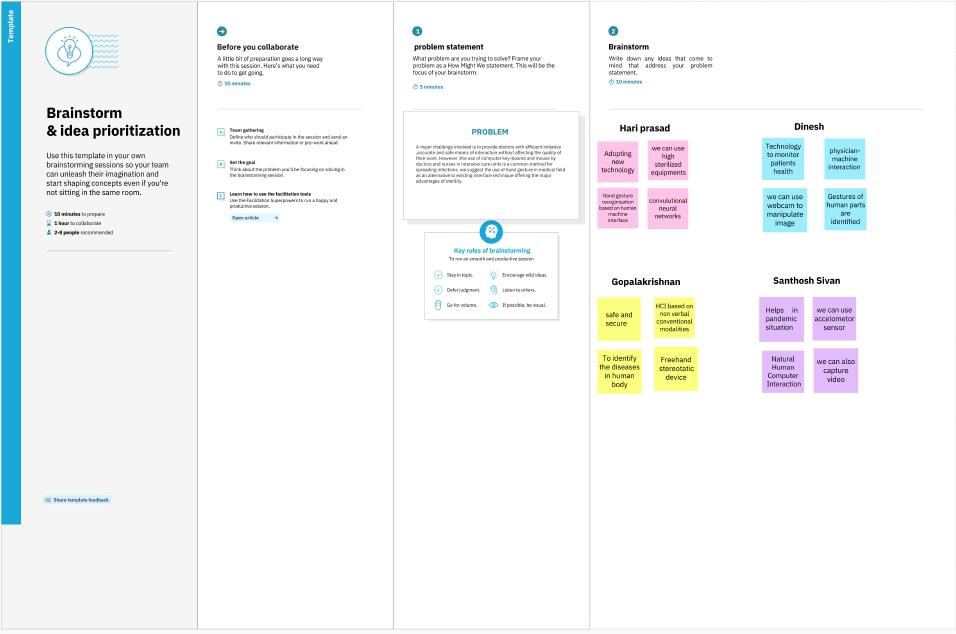 Template
Brainstorm
& idea prioritization
Use this template in your own
brainstorming sessions so your team
can unleash their imagination and
start shaping concepts even if you're
not sitting in the same room.
10 minutes to prepare
1 hour to collaborate
2-8 people recommended
Share template feedback
Before you collaborate
A little bit of preparation goes a long way
with this session. Here's what you need
to do to get going.
10 minutes
A
Team gathering
Define who should participate in the session and send an
invite. Share relevant information or pre-work ahead.
B
Set the goal
Think about the problem you'll be focusing on solving in
the brainstorming session.
C
Learn how to use the facilitation tools
Use the Facilitation Superpowers to run a happy and
productive session.
Open article
1
problem statement
What problem are you trying to solve? Frame your
problem as a How Might We statement. This will be the
focus of your brainstorm.
5 minutes
PROBLEM
A major challenge involved is to provide doctors with efficient initiative
,accurate and safe means of interaction without affecting the quality of
their work. However ,the use of computer key-boards and mouse by
doctors and nurses in intensive care units is a common method for
spreading infections. we suggest the use of hand gesture in medical field
as an alternative to existing interface technique offering the major
advantages of sterility.
Key rules of brainstorming
To run an smooth and productive session
Stay in topic.
Encourage wild ideas.
Defer judgment.
Listen to others.
Go for volume.
If possible, be visual.
2
Brainstorm
Write down any ideas that come to
mind that address your problem
statement.
10 minutes
Hari prasad
Adopting
new
technology
we can use
high
sterilized
equipments
Hand gesture
recoginisation
based on human
machine
interface
convulutional
neural
networks
Dinesh
Technology
to monitor
patients
health
physician-
machine
interaction
we can use
webcam to
manipulate
image
Gestures of
human parts
are
identified
Gopalakrishnan
safe and
secure
HCI based on
non verbal
conventional
modalities
To identify
the diseases
in human
body
Freehand
stereotatic
device
Santhosh Sivan
Helps in
pandemic
situation
we can use
accelometor
sensor
Natural
Human
Computer
Interaction
we can also
capture
video